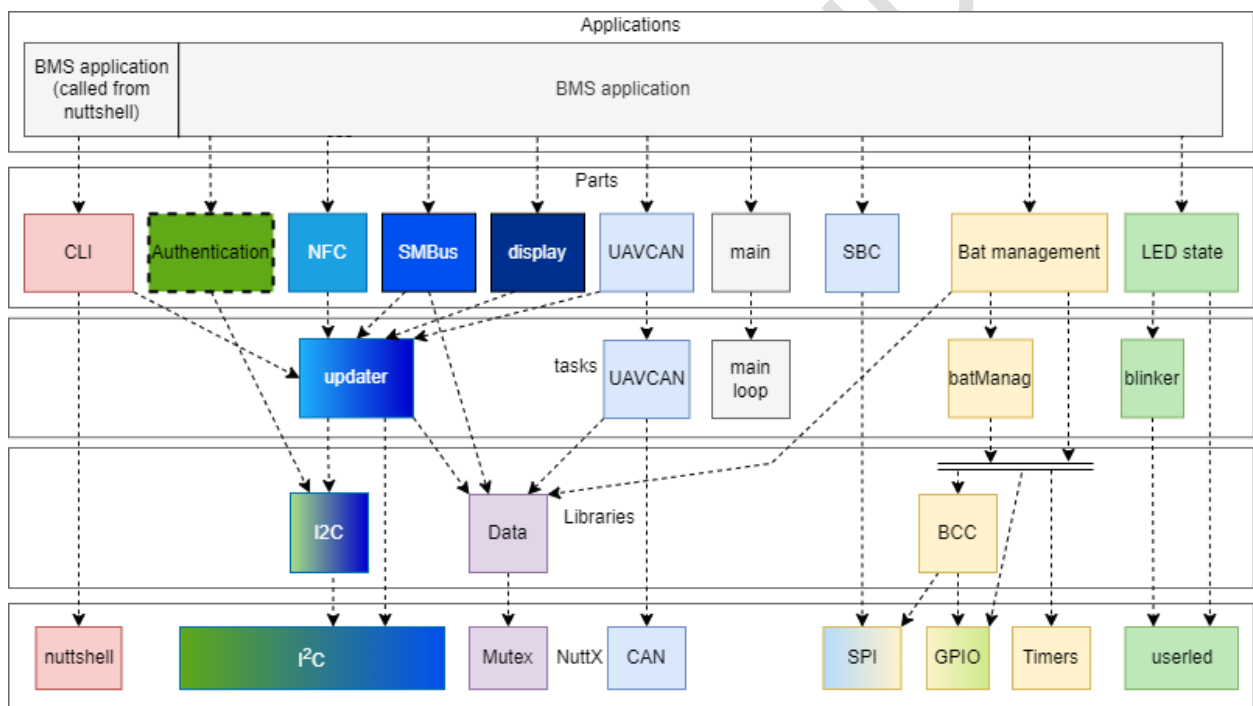 Applications
BMS application
(called from
nuttshell)
BMS application
Parts
CLI
Authentication
NFC
SMBus
display
UAVCAN
main
SBC
Bat management
LED state
updater
tasks
UAVCAN
main
loop
batManag
blinker
I2C
Data
Libraries
BCC
nuttshell
I²C
Mutex
NuttX
CAN
SPI
GPIO
Timers
userled